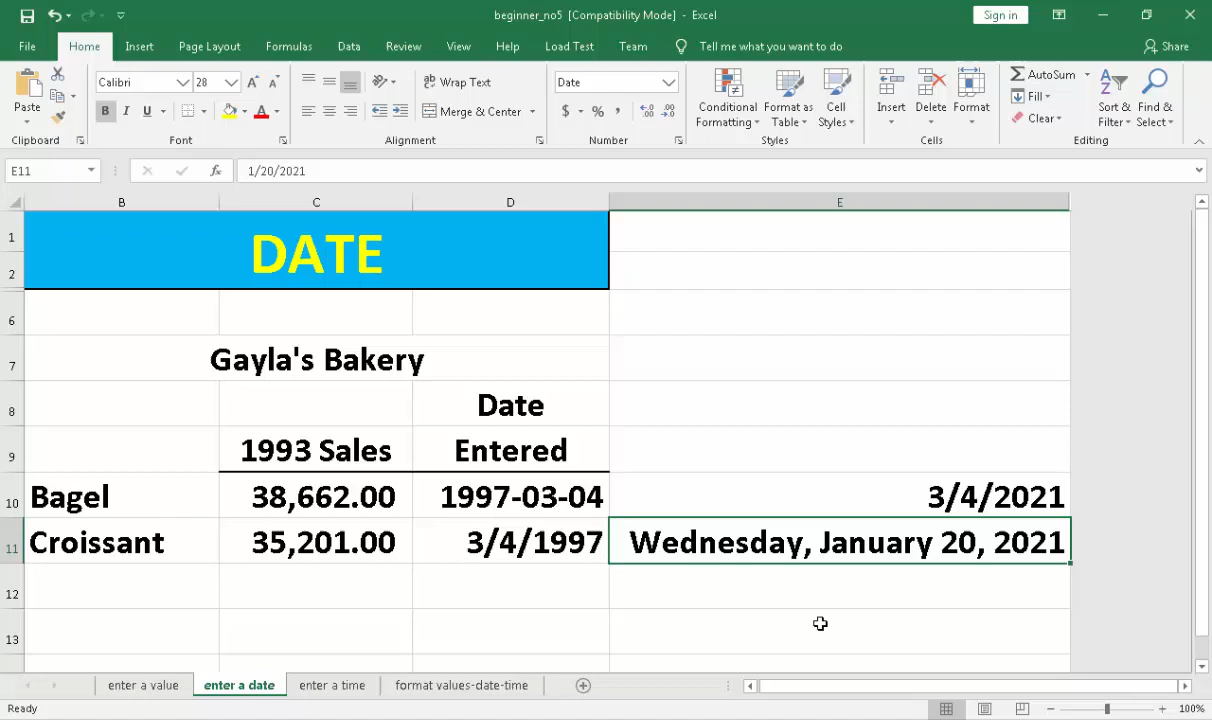 beginner_no5 [Compatibility Mode] - Excel
Sign in
File Home Insert Page Layout Formulas Data Review View Help Load Test Team Tell me what you want to do Share
Paste
Calibri 28
B I U
Wrap Text
Merge & Center
Date
$ % ,
Conditional Formatting
Format as Table
Cell Styles
Insert Delete Format
AutoSum
Fill
Clear
Sort & Filter
Find & Select
Clipboard Font Alignment Number Styles Cells Editing
E11 fx 1/20/2021
B C D E
1 DATE
2
6
7 Gayla's Bakery
8 Date
9 1993 Sales Entered
10 Bagel 38,662.00 1997-03-04 3/4/2021
11 Croissant 35,201.00 3/4/1997 Wednesday, January 20, 2021
12
13
enter a value enter a date enter a time format values-date-time
Ready 100%